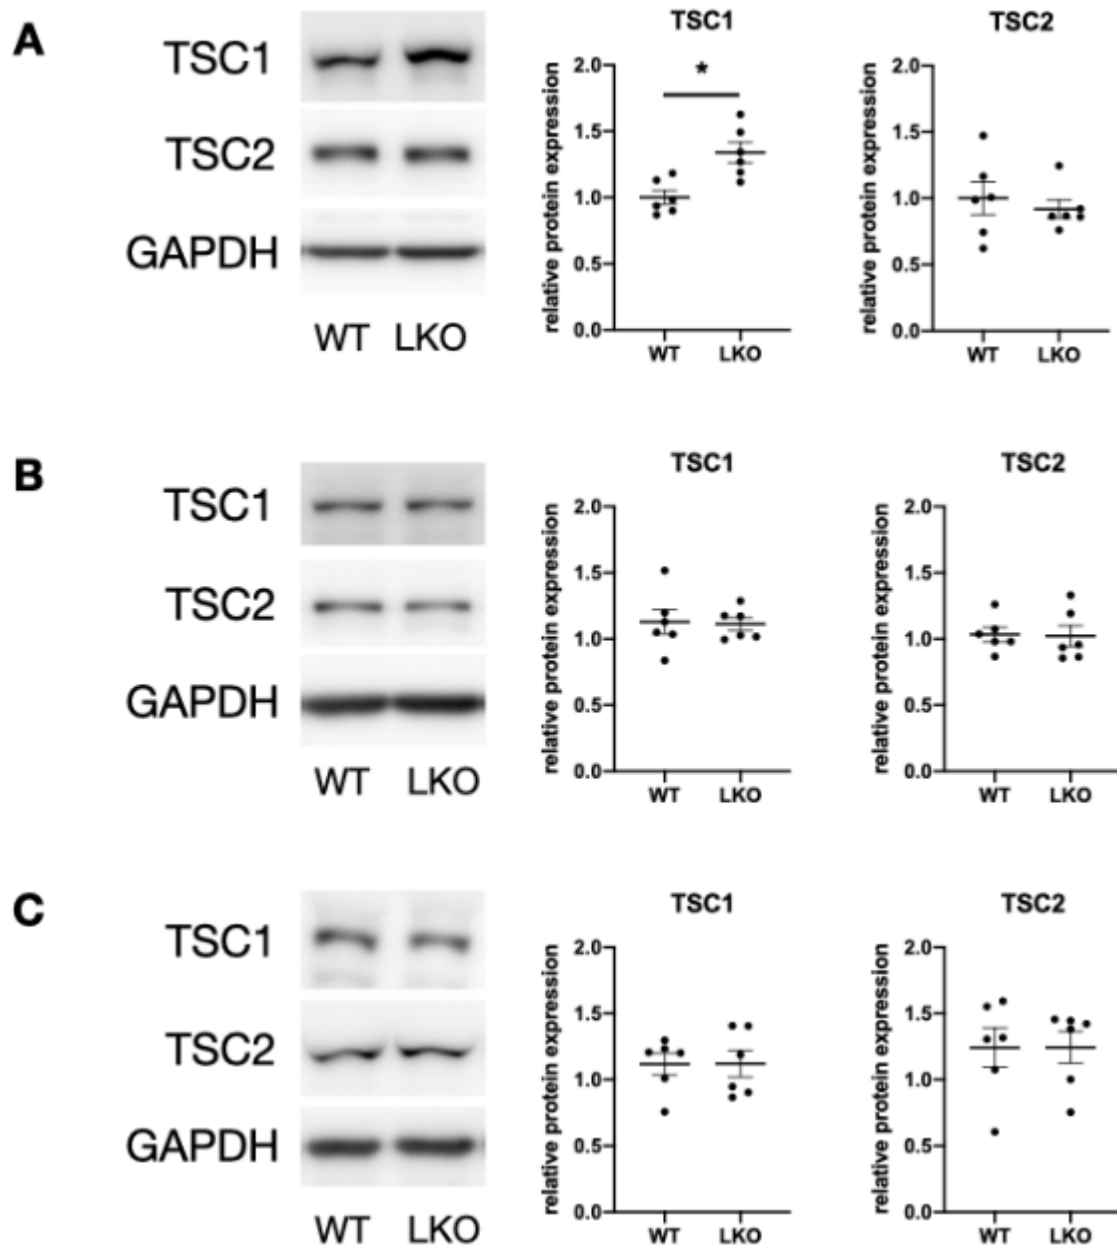 A
TSC1
TSC2
GAPDH
WT LKO
TSC1
relative protein expression
2.0
*
1.5
1.0
0.5
0.0
WT LKO
TSC2
relative protein expression
2.0
1.5
1.0
0.5
0.0
WT LKO
B
TSC1
TSC2
GAPDH
WT LKO
TSC1
relative protein expression
2.0
1.5
1.0
0.5
0.0
WT LKO
TSC2
relative protein expression
2.0
1.5
1.0
0.5
0.0
WT LKO
C
TSC1
TSC2
GAPDH
WT LKO
TSC1
relative protein expression
2.0
1.5
1.0
0.5
0.0
WT LKO
TSC2
relative protein expression
2.0
1.5
1.0
0.5
0.0
WT LKO